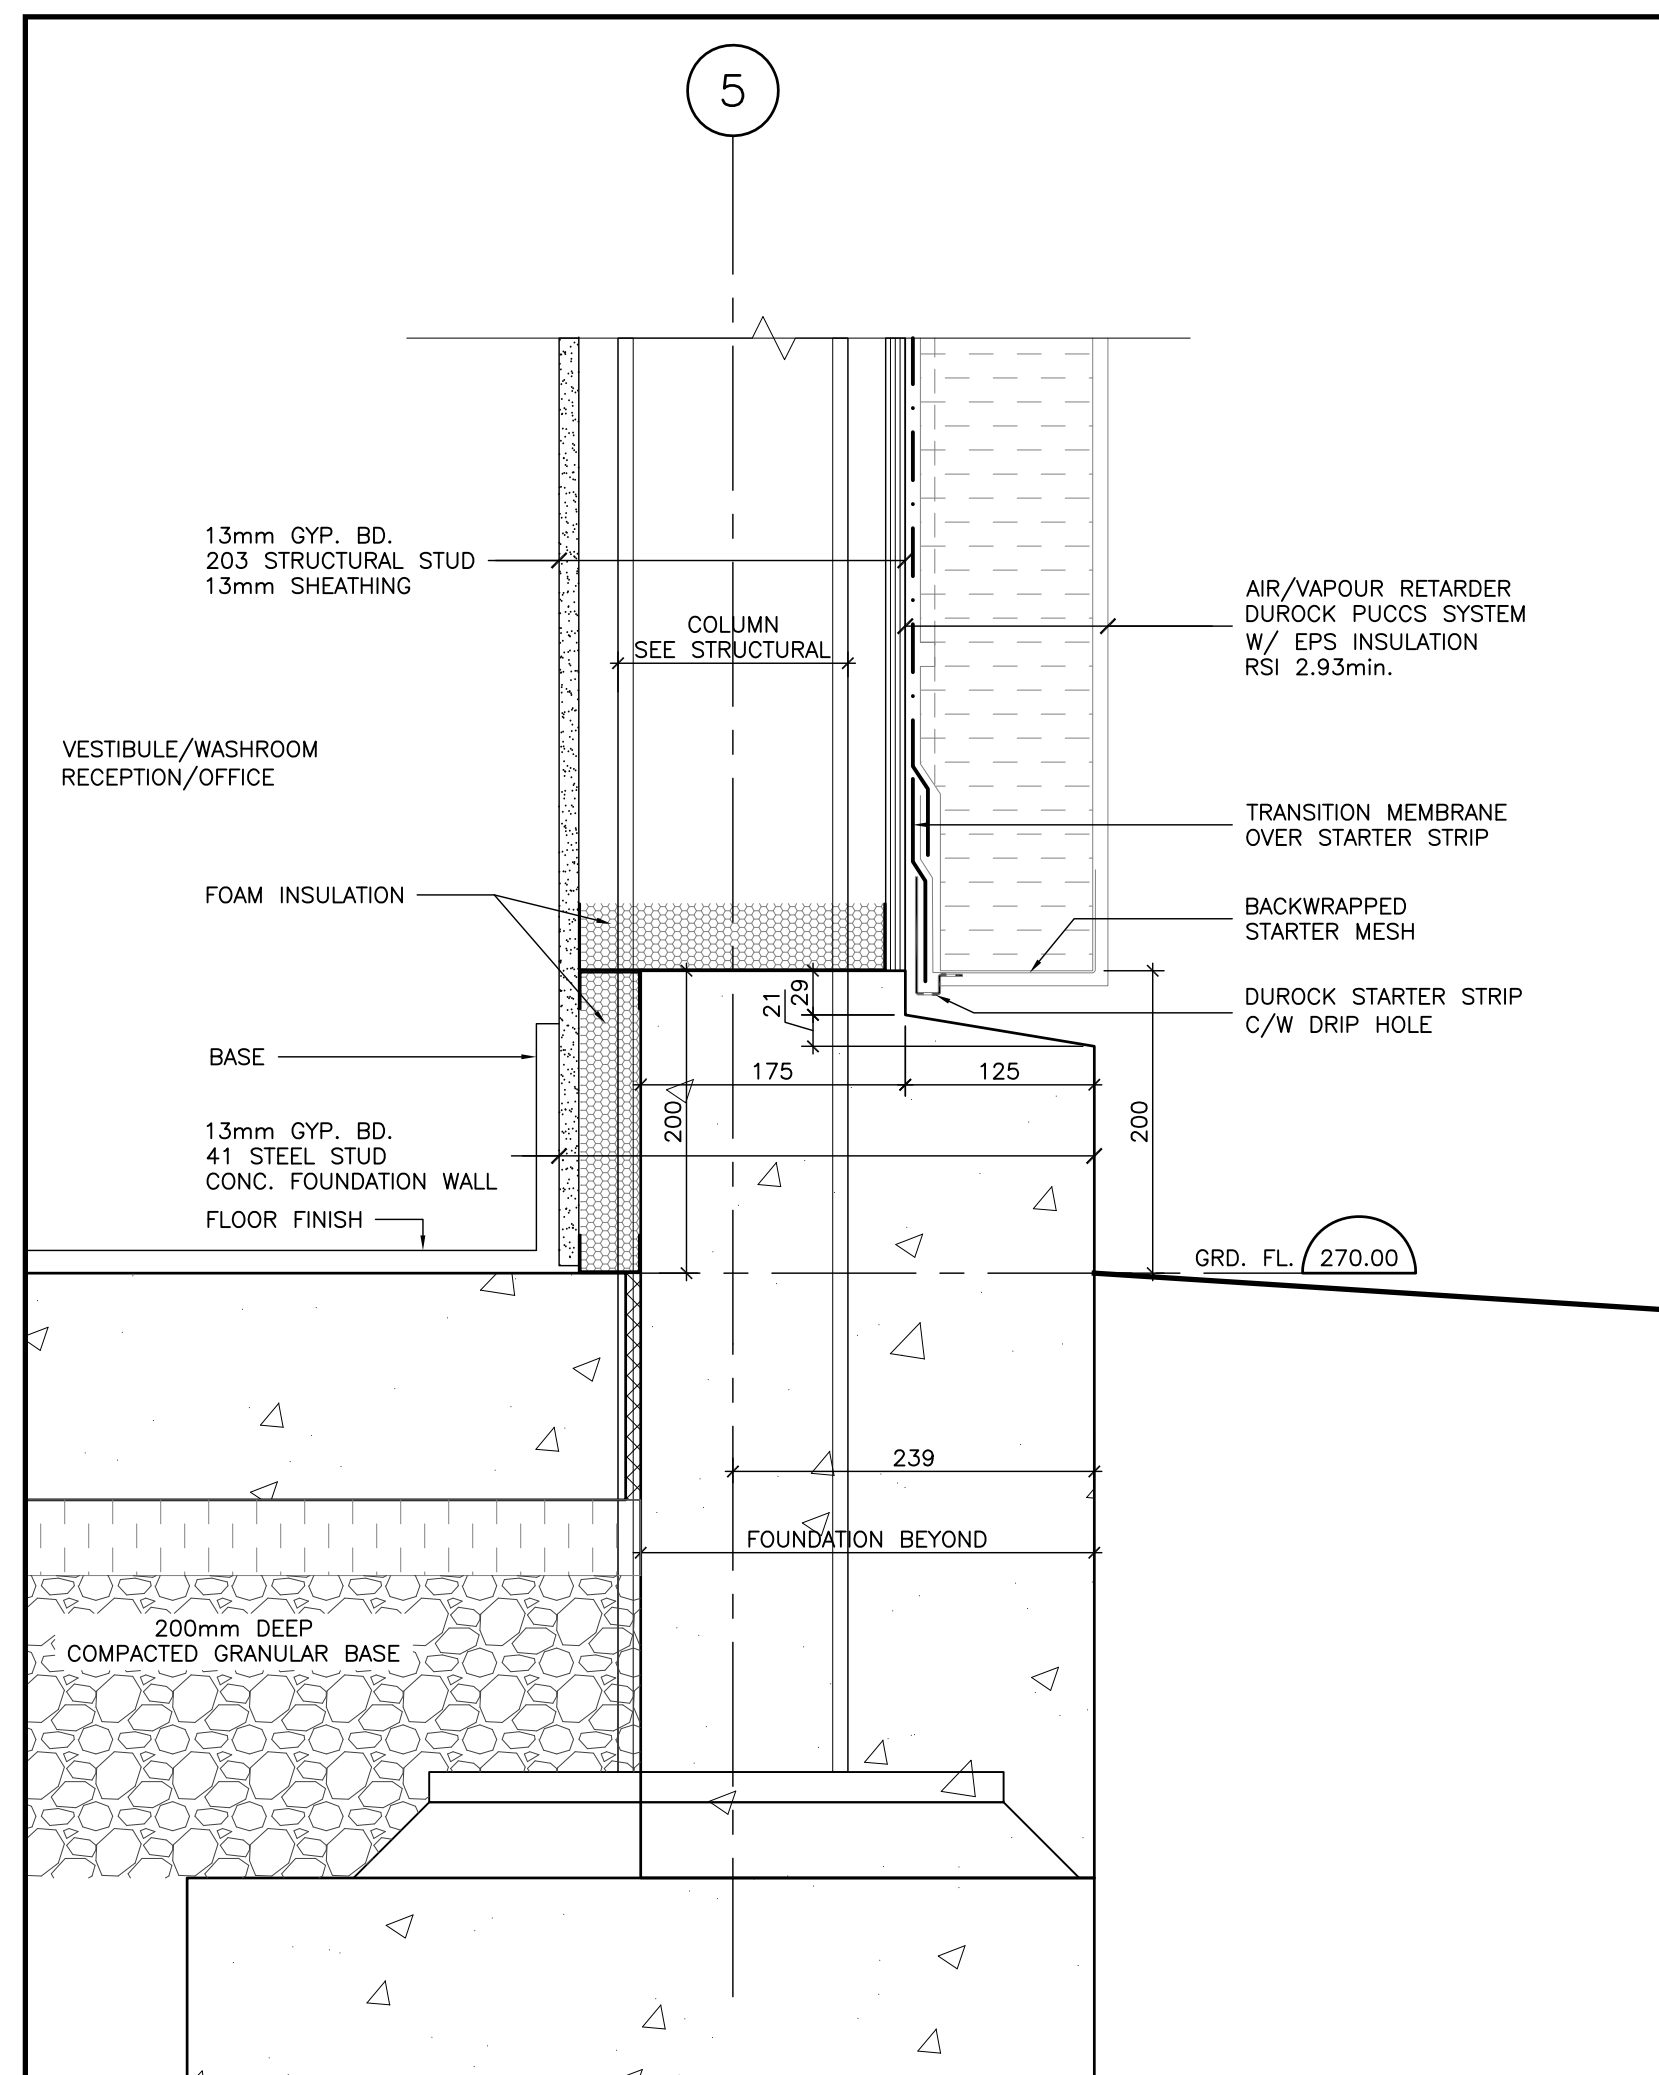 5
13mm GYP. BD.
203 STRUCTURAL STUD
13mm SHEATHING
COLUMN
SEE STRUCTURAL
AIR/VAPOUR RETARDER
DUROCK PUCCS SYSTEM
W/ EPS INSULATION
RSI 2.93min.
VESTIBULE/WASHROOM
RECEPTION/OFFICE
TRANSITION MEMBRANE
OVER STARTER STRIP
FOAM INSULATION
BACKWRAPPED
STARTER MESH
21
29
DUROCK STARTER STRIP
C/W DRIP HOLE
BASE
175
125
200
200
13mm GYP. BD.
41 STEEL STUD
CONC. FOUNDATION WALL
FLOOR FINISH
GRD. FL. 270.00
239
FOUNDATION BEYOND
200mm DEEP
COMPACTED GRANULAR BASE